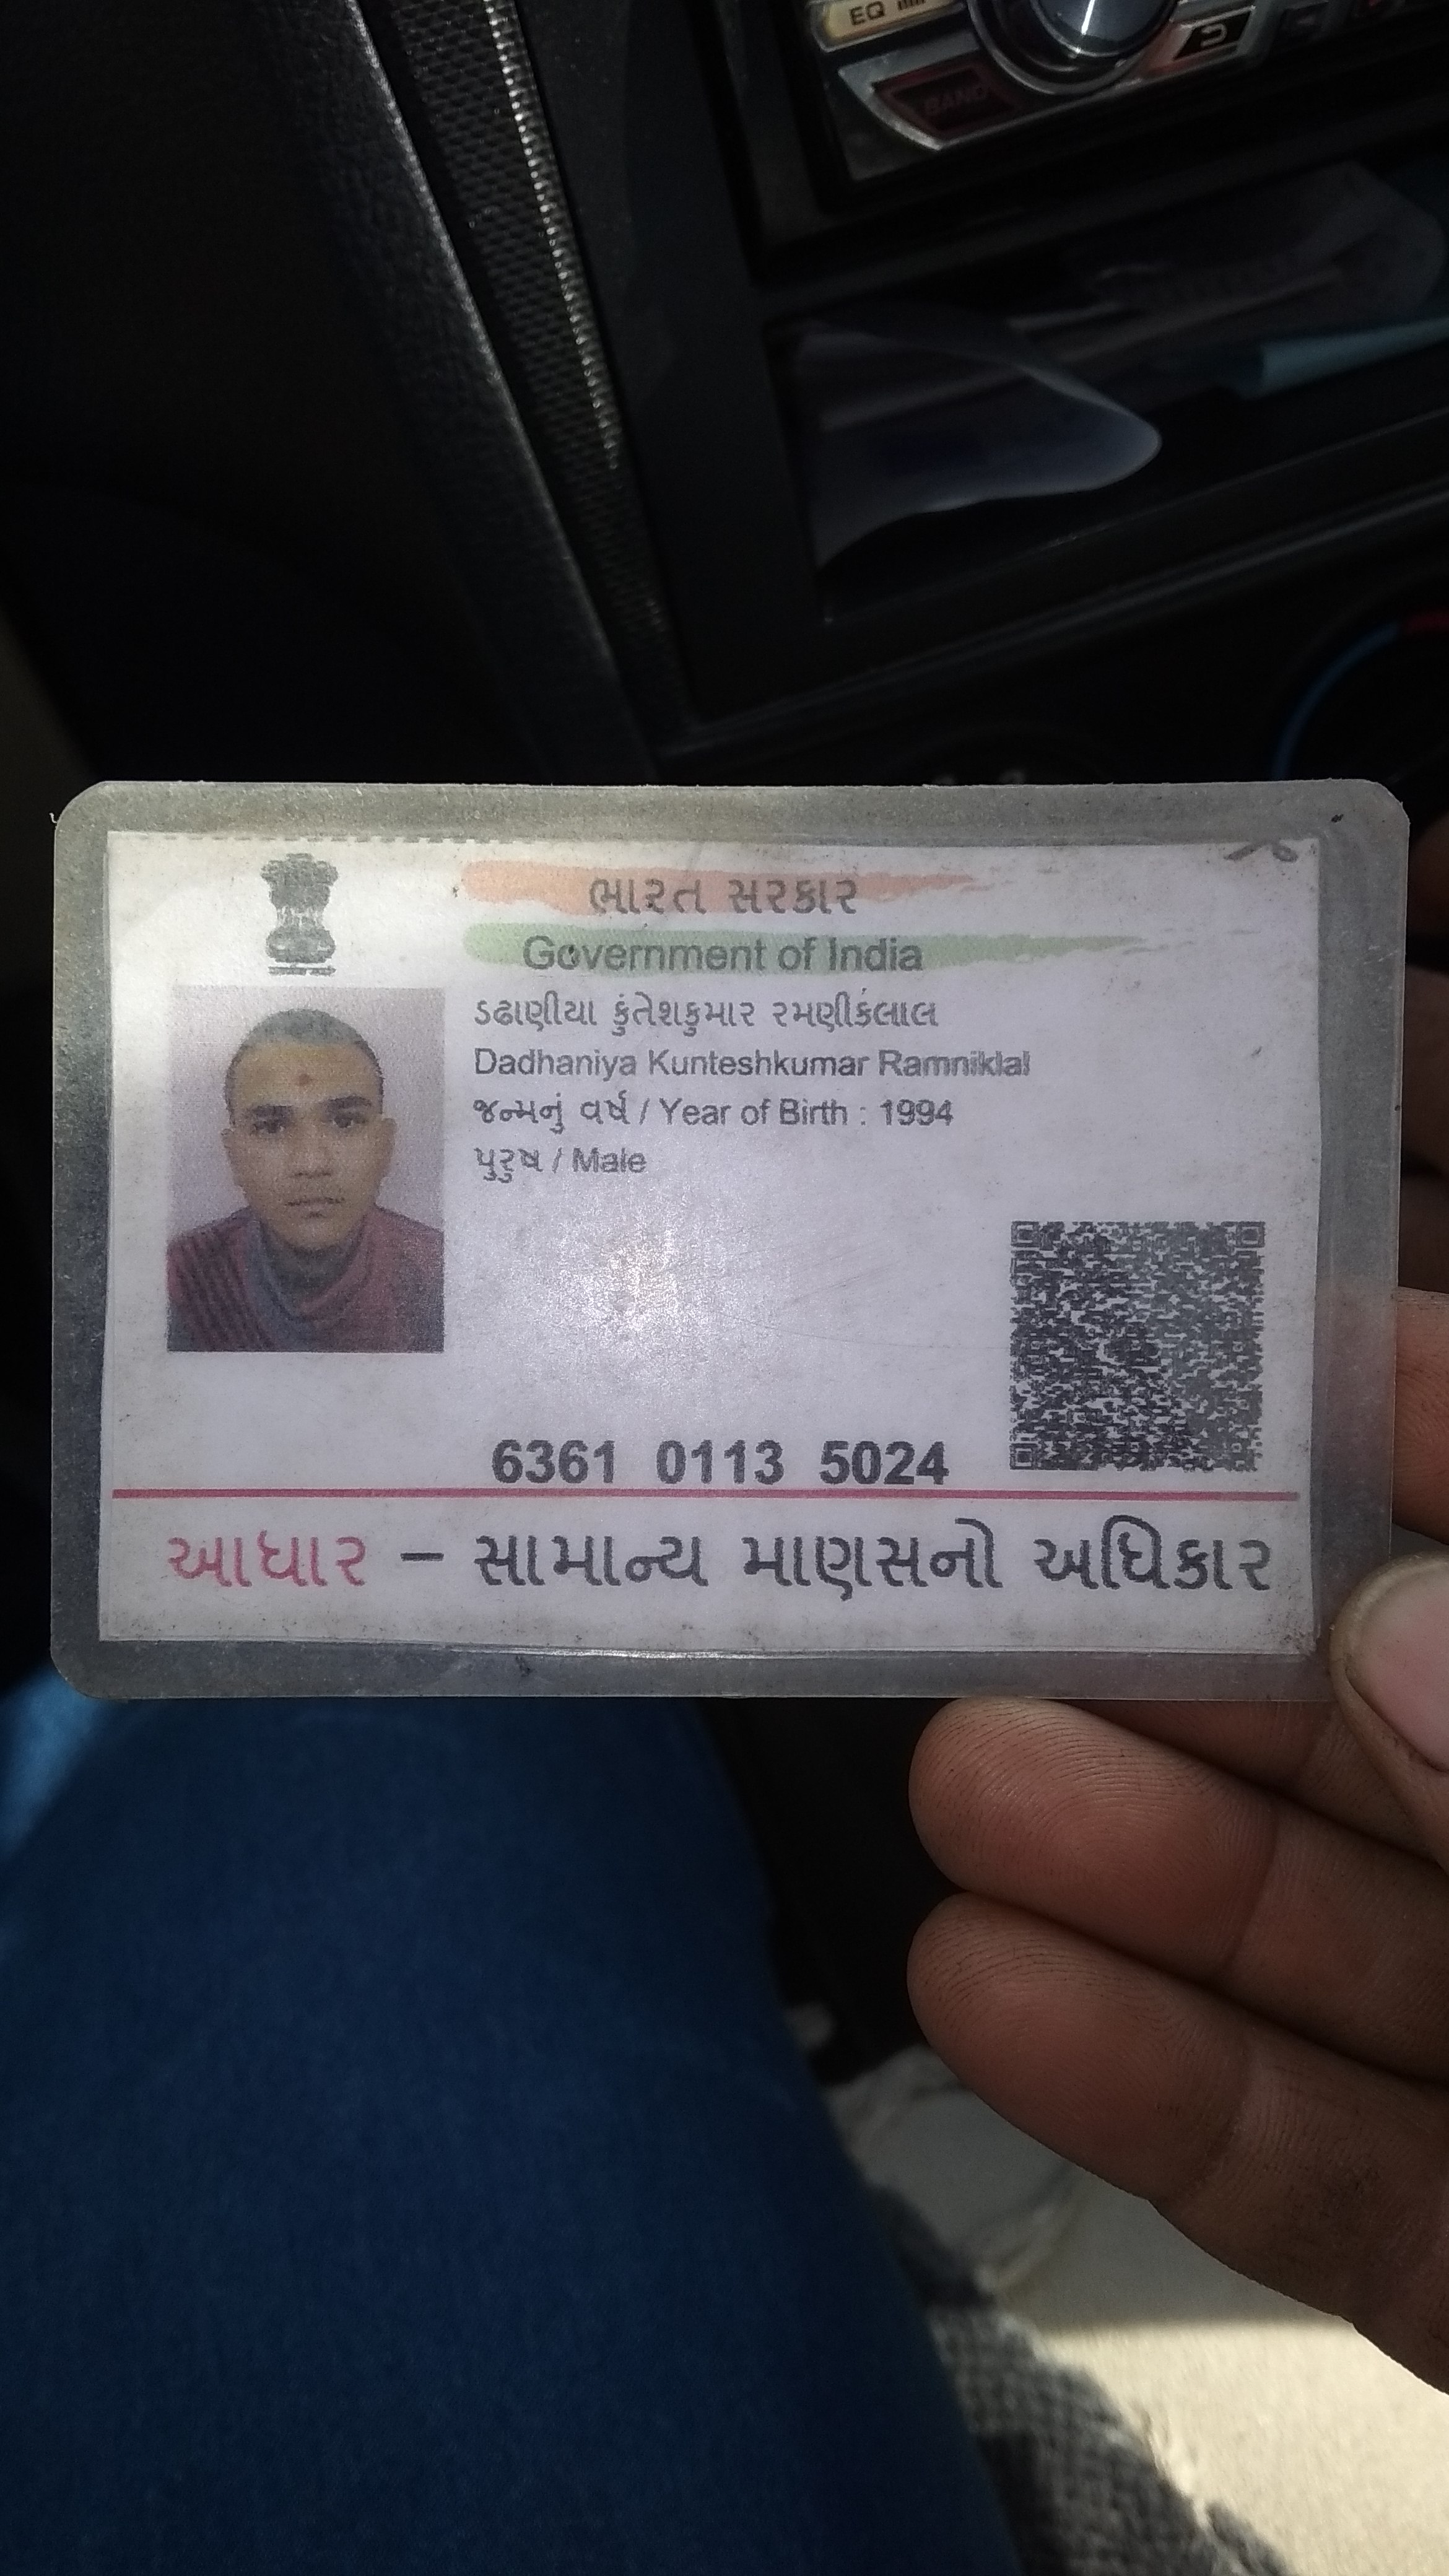 EQ
BAND
ભારત સરકાર
Government of India
ડઢાણીયા કુંતેશકુમાર રમણીકલાલ
Dadhaniya Kunteshkumar Ramniklal
જન્મનું વર્ષ / Year of Birth : 1994
પુરુષ / Male
6361 0113 5024
આધાર – સામાન્ય માણસનો અધિકાર